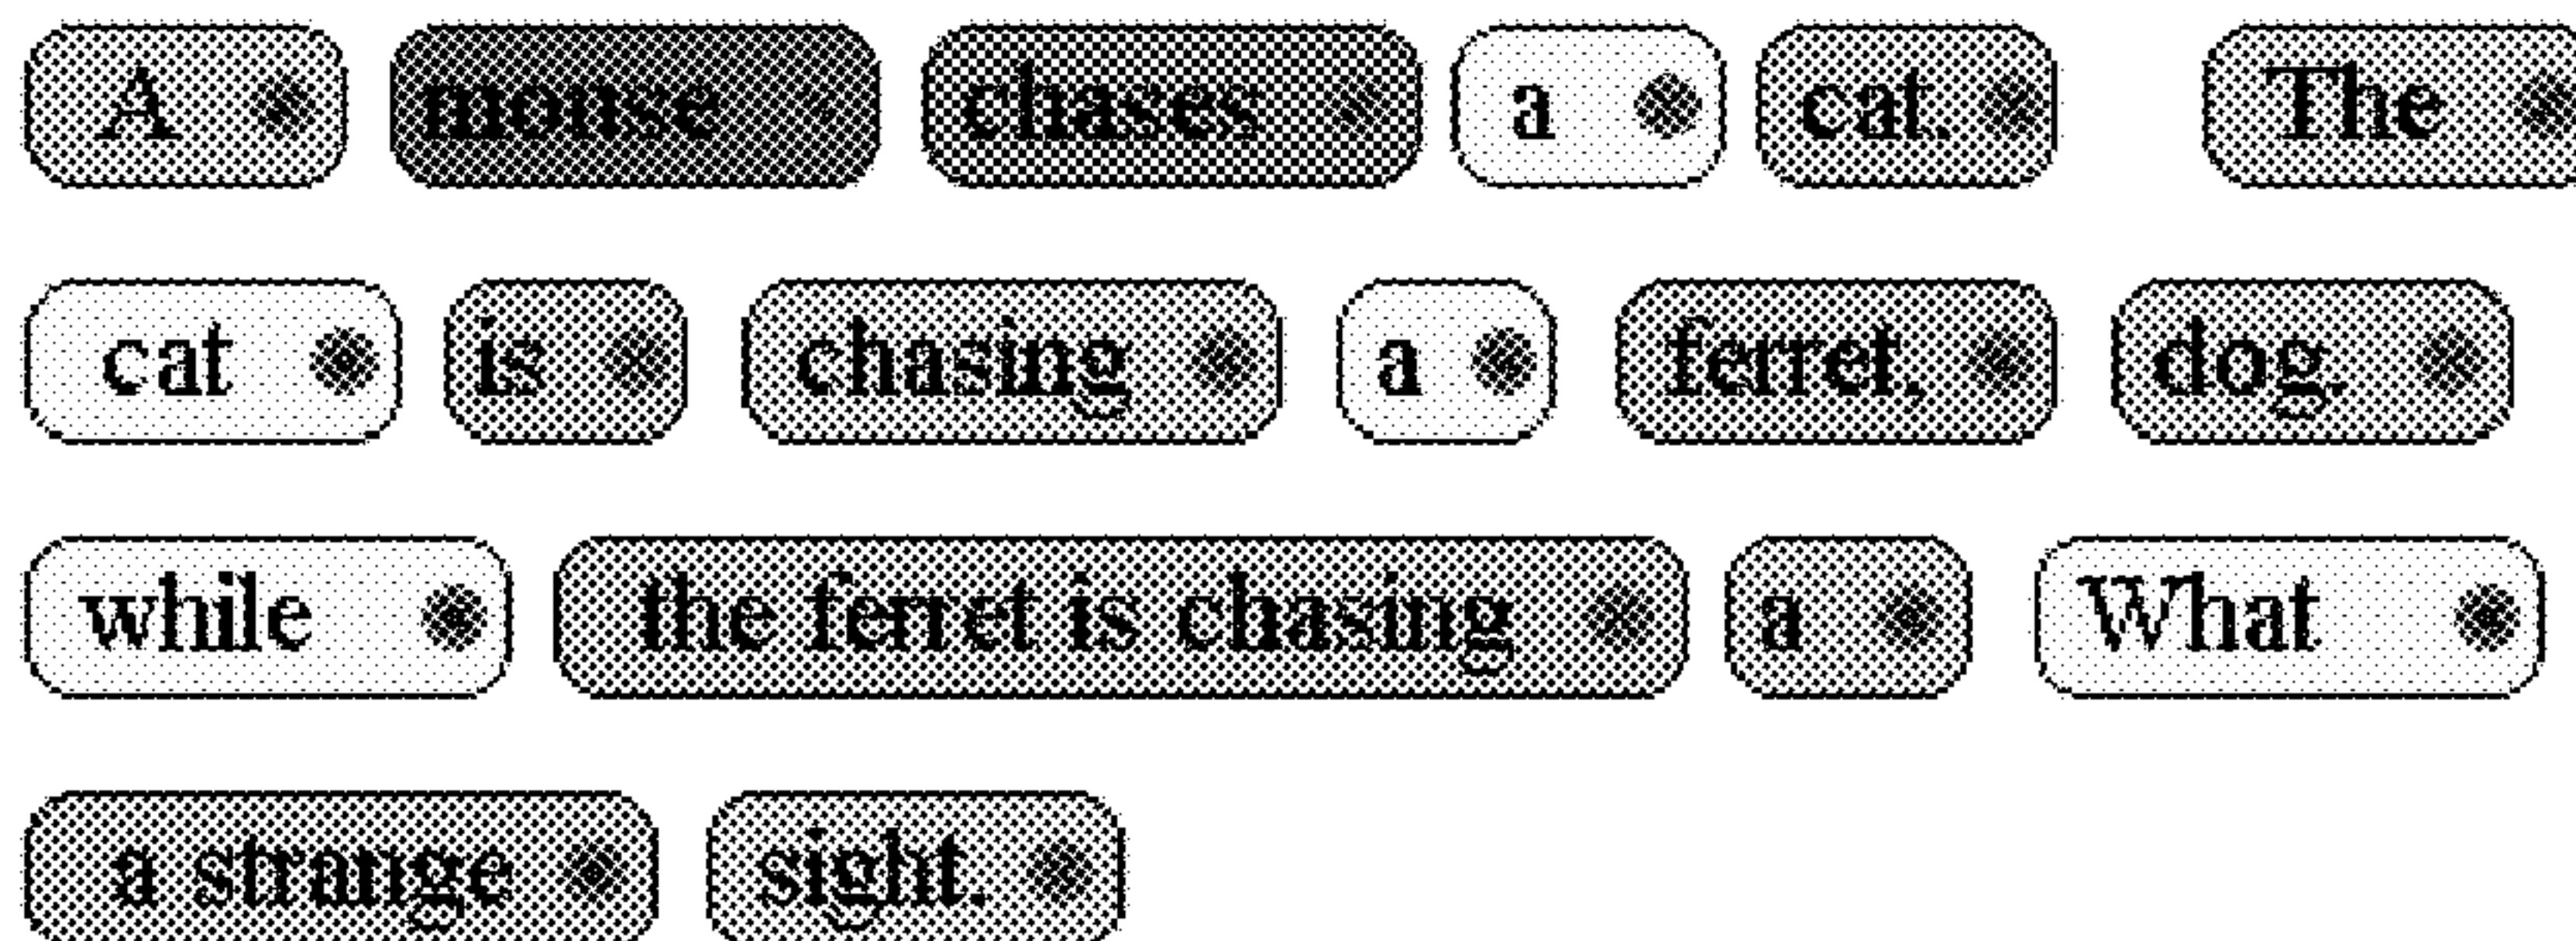 A mouse chases a cat. The
cat is chasing a ferret, dog.
while the ferret is chasing a What
a strange sight.